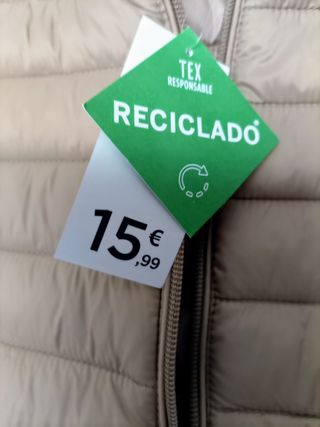 TEX
RESPONSABLE
RECICLADO*
15€
,99